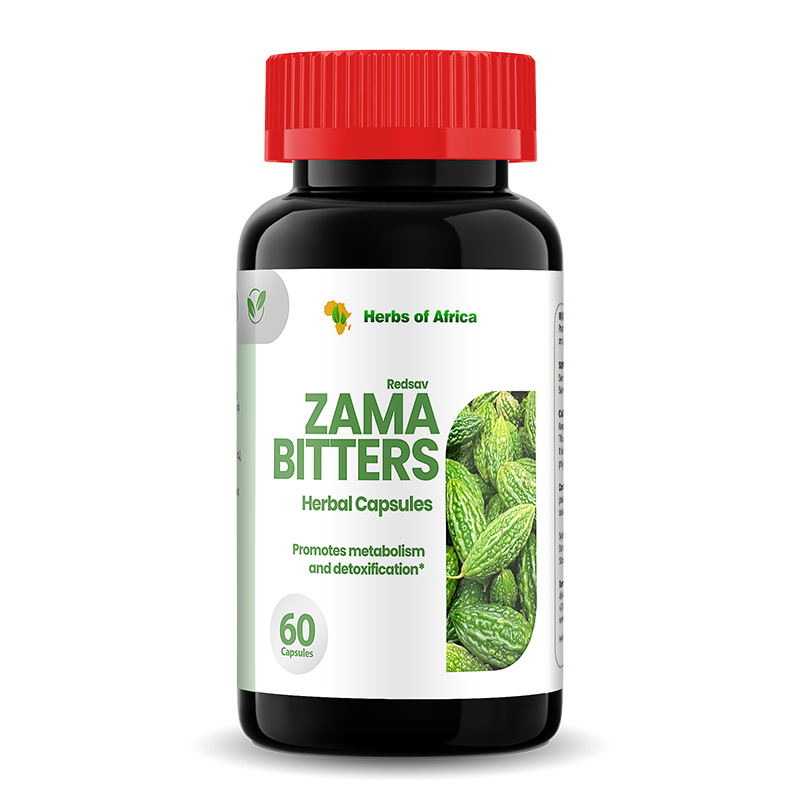 Herbs of Africa
Redsav
ZAMA
BITTERS
Herbal Capsules
Promotes metabolism
and detoxification*
60
Capsules